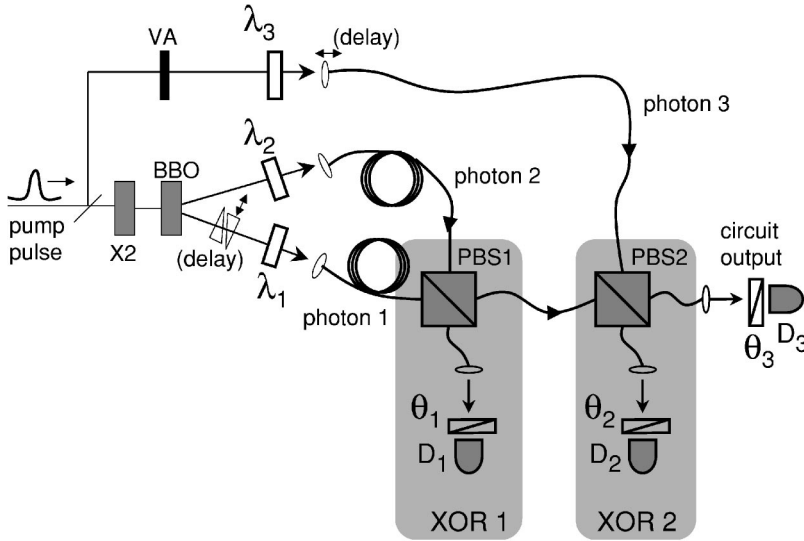 VA
λ3
(delay)
photon 3
λ2
BBO
photon 2
pump
pulse
X2
(delay)
λ1
photon 1
PBS1
PBS2
circuit
output
θ3
D3
θ1
D1
θ2
D2
XOR 1
XOR 2